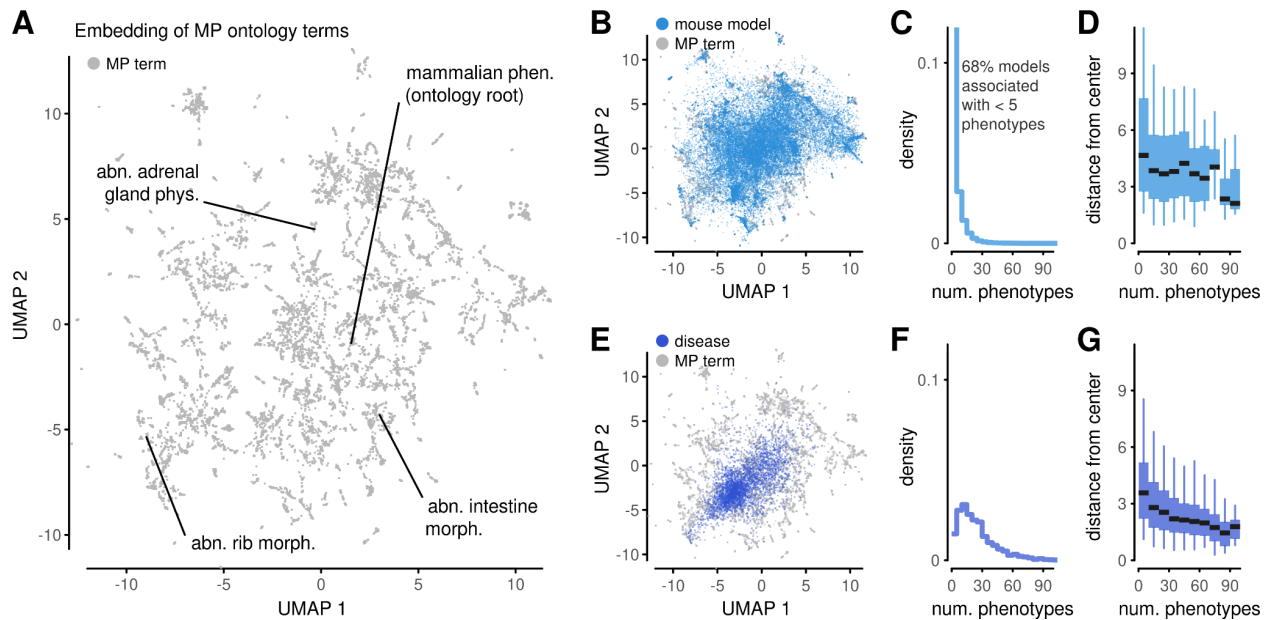 A
Embedding of MP ontology terms
MP term
mammalian phen.
(ontology root)
abn. adrenal
gland phys.
abn. intestine
morph.
abn. rib morph.
UMAP 2
10
5
0
-5
-10
-10
-5
0
5
10
UMAP 1
B
mouse model
MP term
UMAP 2
10
5
0
-5
-10
-10
-5
0
5
10
UMAP 1
C
68% models
associated
with < 5
phenotypes
density
0.1
0
0
30
60
90
num. phenotypes
D
distance from center
9
6
3
0
0
30
60
90
num. phenotypes
E
disease
MP term
UMAP 2
10
5
0
-5
-10
-10
-5
0
5
10
UMAP 1
F
density
0.1
0
0
30
60
90
num. phenotypes
G
distance from center
9
6
3
0
0
30
60
90
num. phenotypes